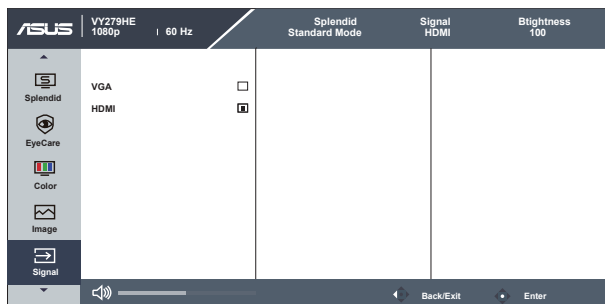 ASUS
VY279HE
1080p | 60 Hz
Splendid
Standard Mode
Signal
HDMI
Btightness
100
S
Splendid
EyeCare
Color
Image
Signal
VGA
HDMI
Back/Exit
Enter